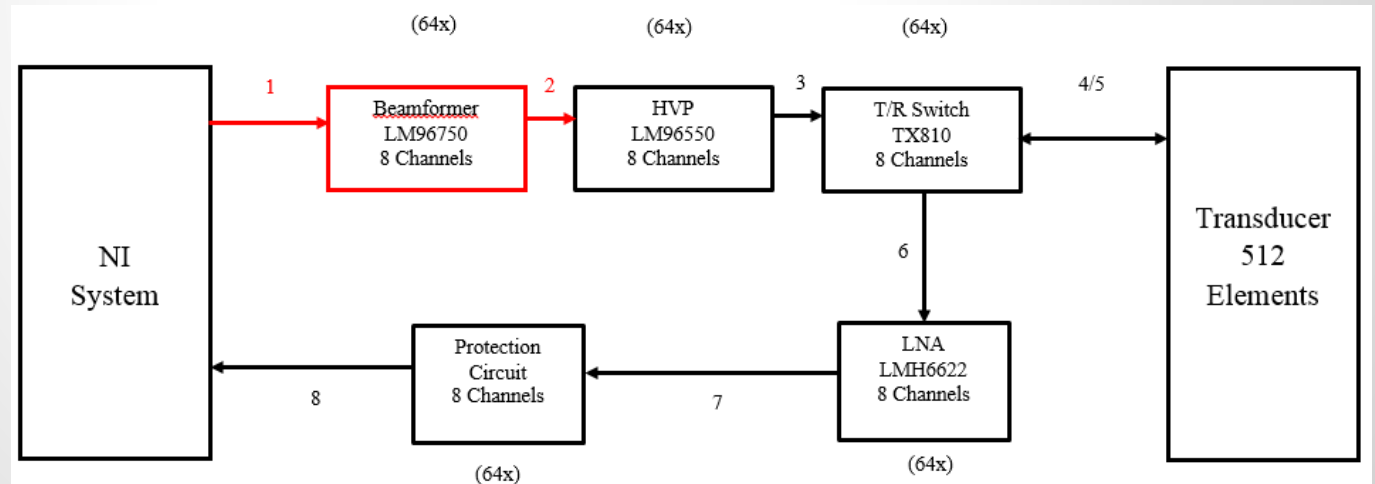 (64x)
(64x)
(64x)
1
2
3
4/5
Beamformer
LM96750
8 Channels
HVP
LM96550
8 Channels
T/R Switch
TX810
8 Channels
NI
System
Transducer
512
Elements
6
Protection
Circuit
8 Channels
LNA
LMH6622
8 Channels
8
7
(64x)
(64x)